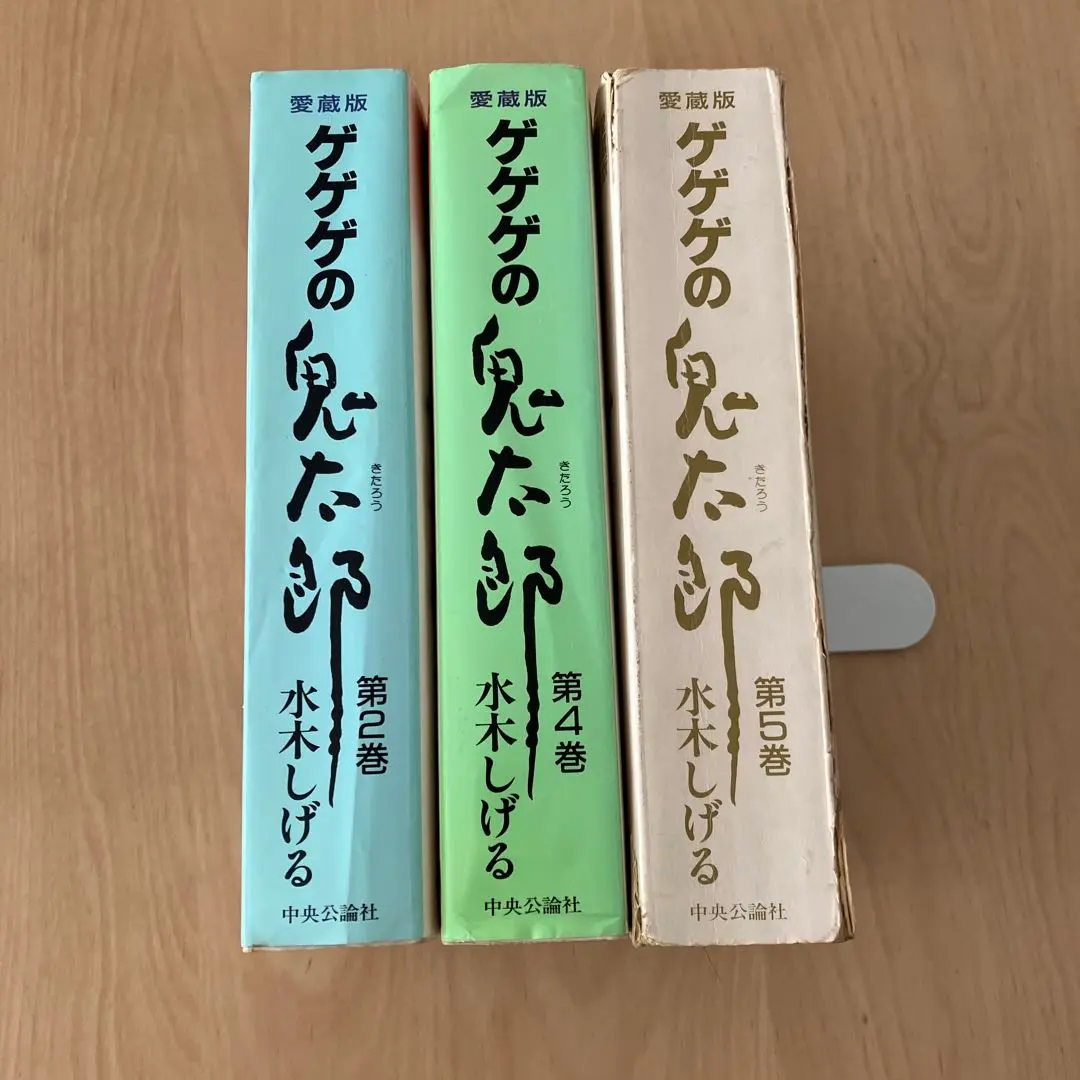 愛蔵版
ゲゲゲの
鬼太郎
きたろう
第2巻
水木しげる
中央公論社
愛蔵版
ゲゲゲの
鬼太郎
きたろう
第4巻
水木しげる
中央公論社
愛蔵版
ゲゲゲの
鬼太郎
きたろう
第5巻
水木しげる
中央公論社